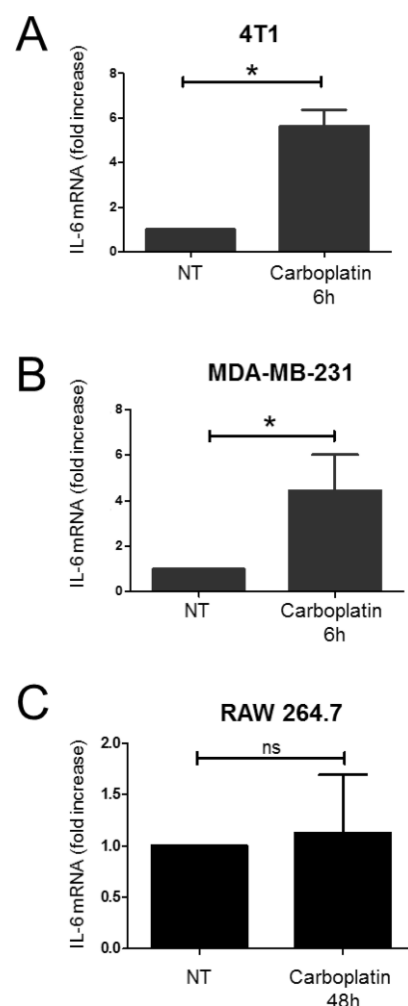 A
4T1
*
IL-6 mRNA (fold increase)
8
6
4
2
0
NT
Carboplatin
6h
B
MDA-MB-231
*
IL-6 mRNA (fold increase)
8
6
4
2
0
NT
Carboplatin
6h
C
RAW 264.7
ns
IL-6 mRNA (fold increase)
2.0
1.5
1.0
0.5
0.0
NT
Carboplatin
48h